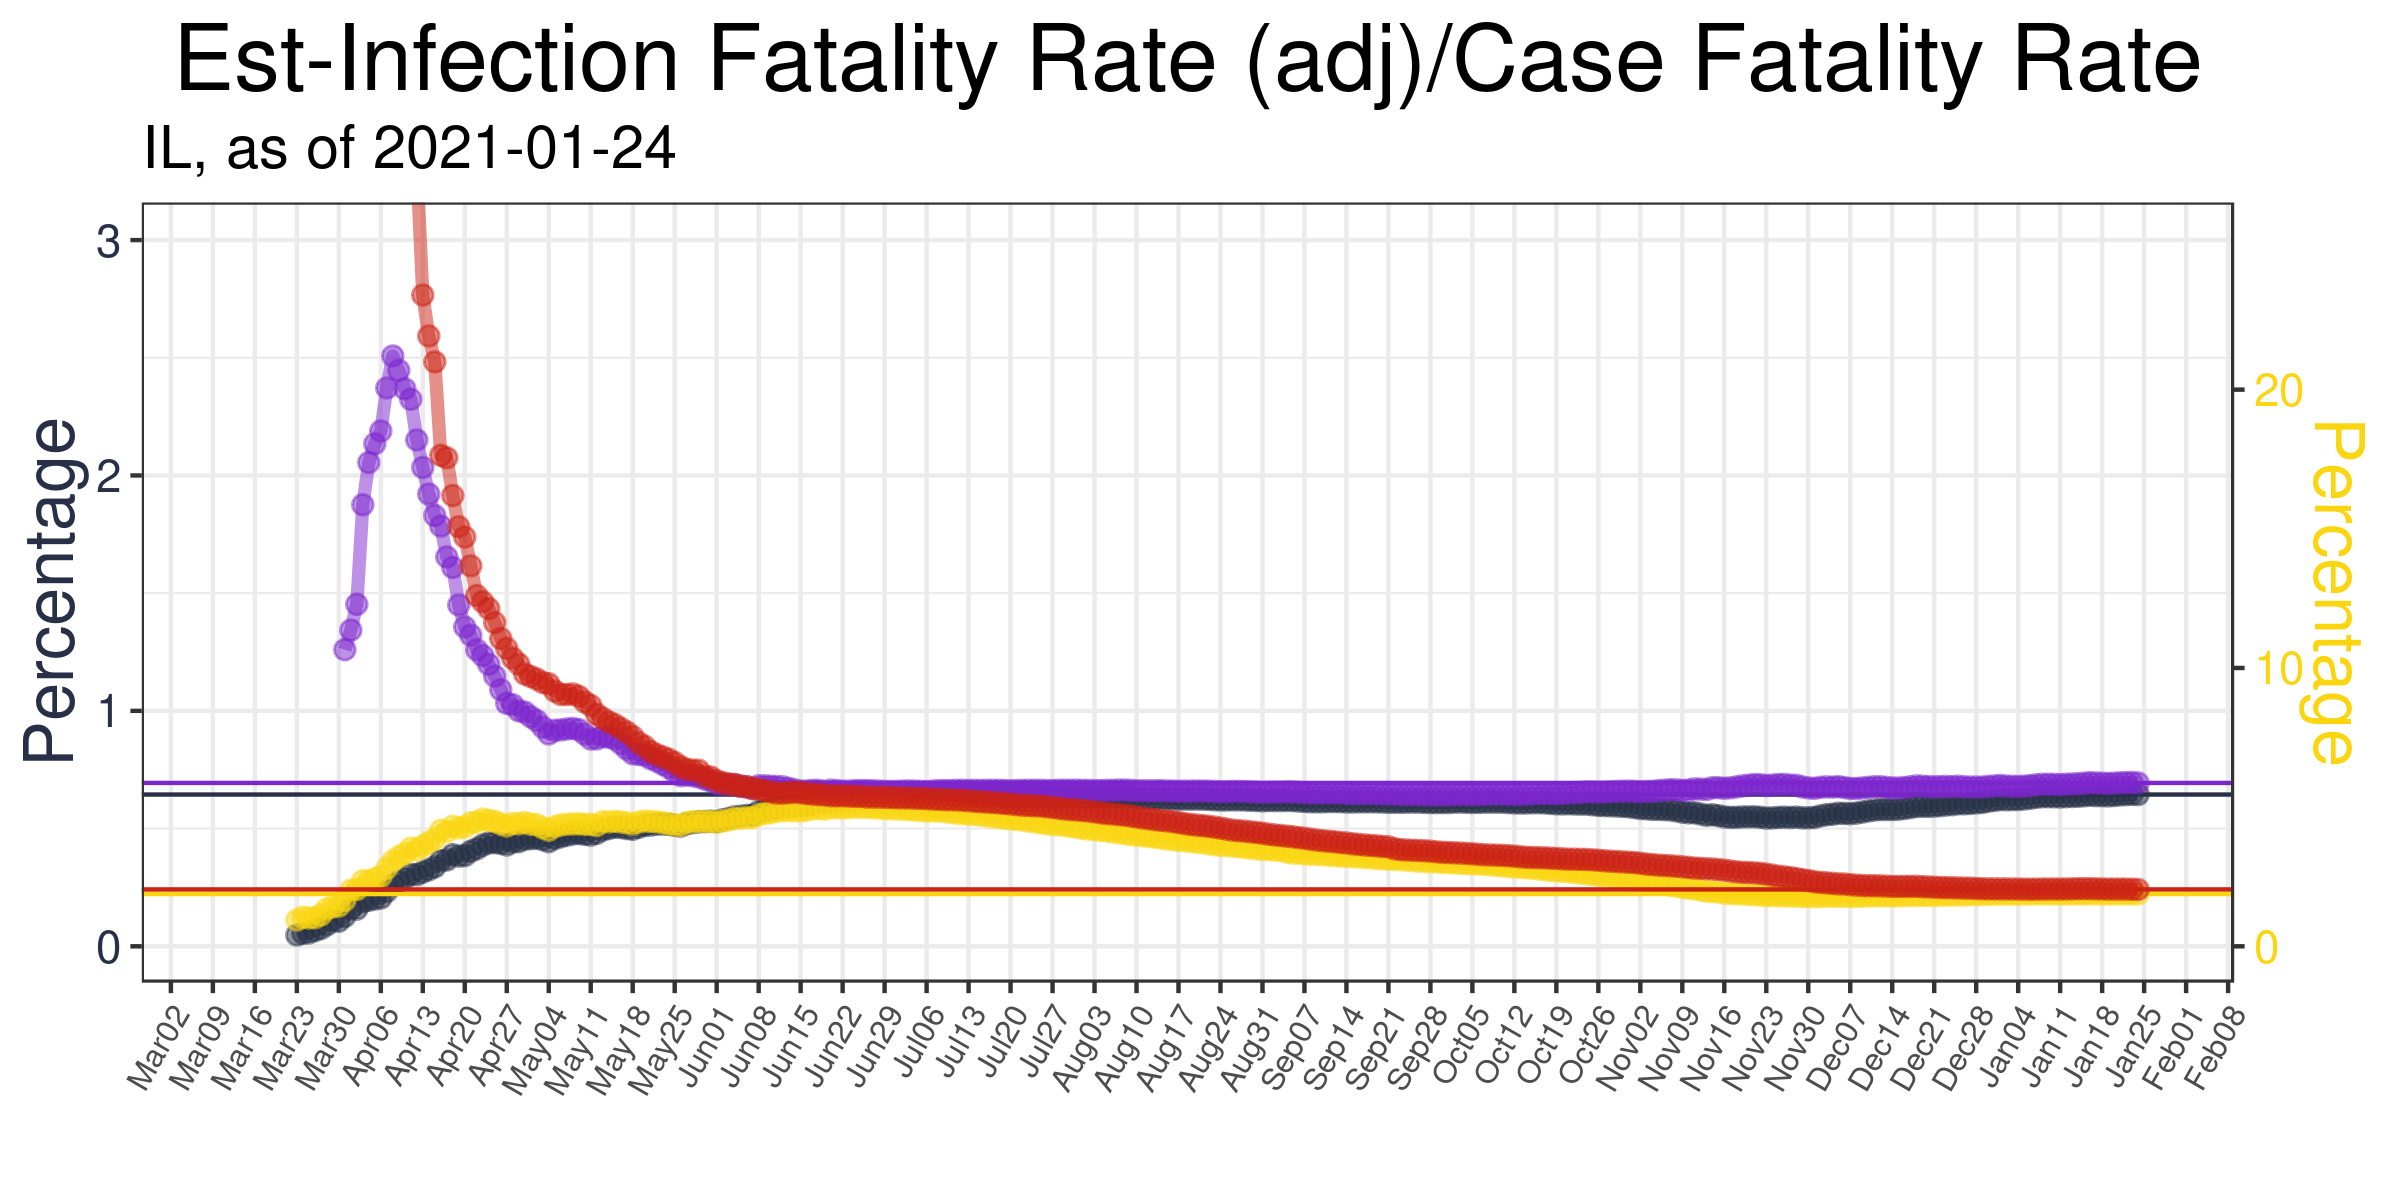 Est-Infection Fatality Rate (adj)/Case Fatality Rate
IL, as of 2021-01-24
Percentage
3
2
1
0
20
10
0
Percentage
Mar02
Mar09
Mar16
Mar23
Mar30
Apr06
Apr13
Apr20
Apr27
May04
May11
May18
May25
Jun01
Jun08
Jun15
Jun22
Jun29
Jul06
Jul13
Jul20
Jul27
Aug03
Aug10
Aug17
Aug24
Aug31
Sep07
Sep14
Sep21
Sep28
Oct05
Oct12
Oct19
Oct26
Nov02
Nov09
Nov16
Nov23
Nov30
Dec07
Dec14
Dec21
Dec28
Jan04
Jan11
Jan18
Jan25
Feb01
Feb08